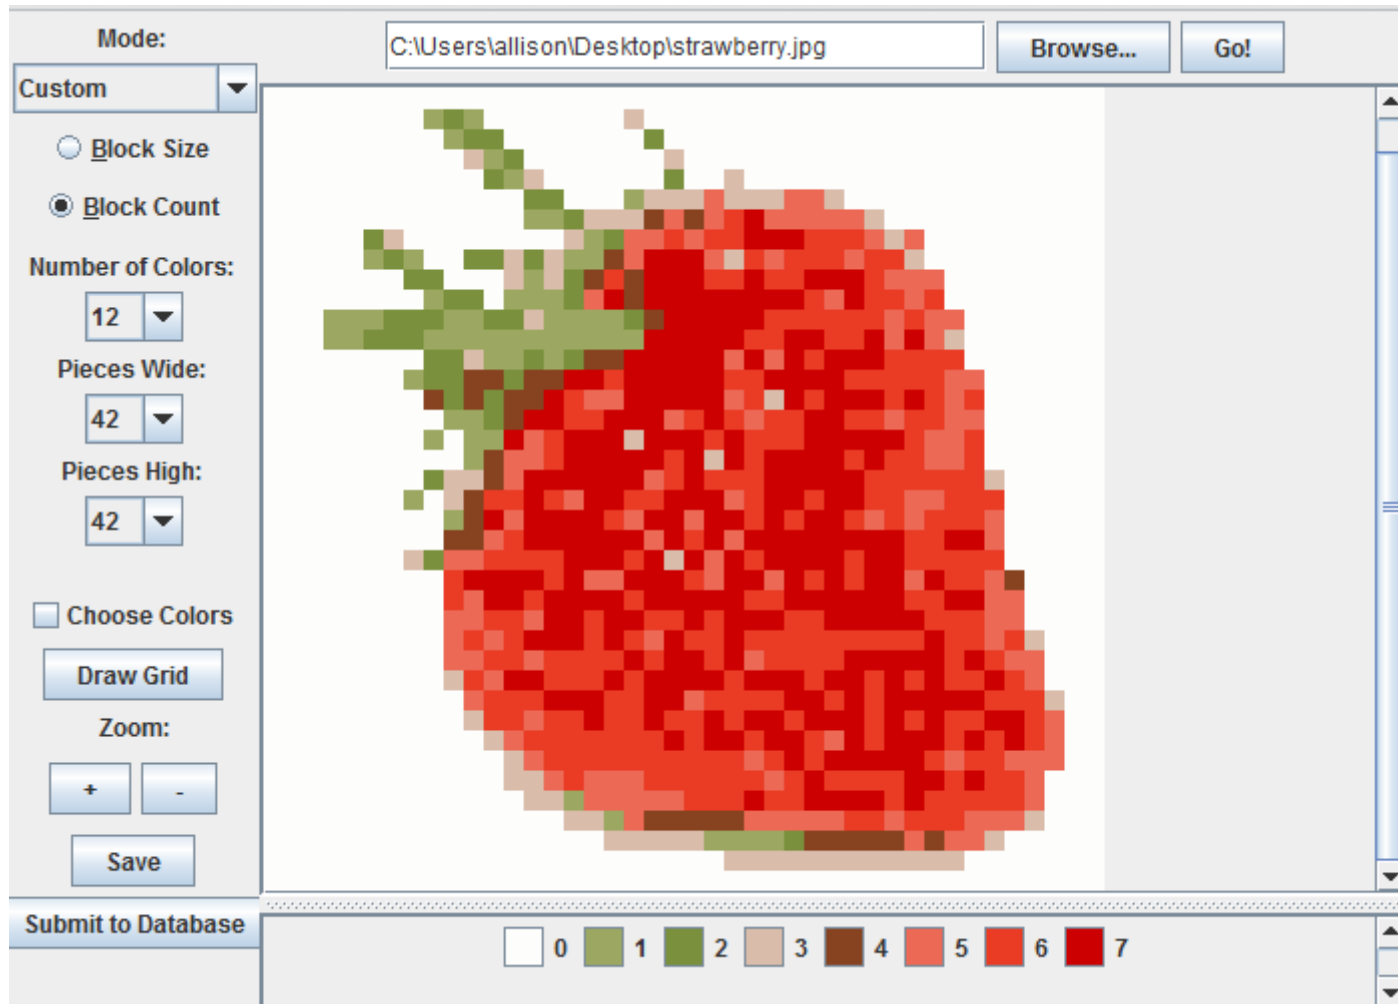 Mode:
C:\Users\allison\Desktop\strawberry.jpg
Browse...
Go!
Custom
Block Size
Block Count
Number of Colors:
12
Pieces Wide:
42
Pieces High:
42
Choose Colors
Draw Grid
Zoom:
+ -
Save
Submit to Database
0 1 2 3 4 5 6 7